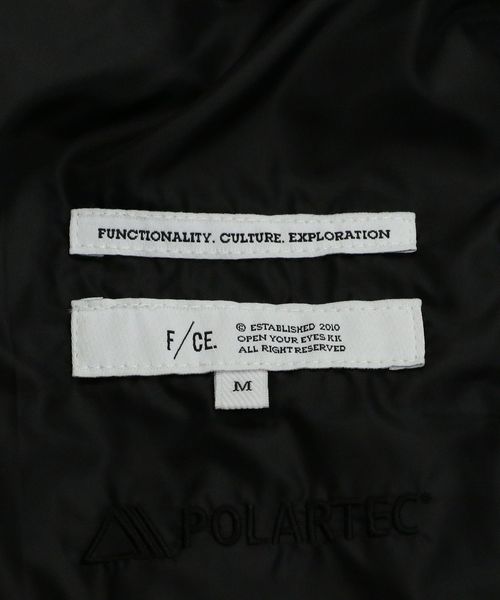 FUNCTIONALITY. CULTURE. EXPLORATION
F/CE.
© ESTABLISHED 2010
OPEN YOUR EYES KK
ALL RIGHT RESERVED
M
POLARTEC®